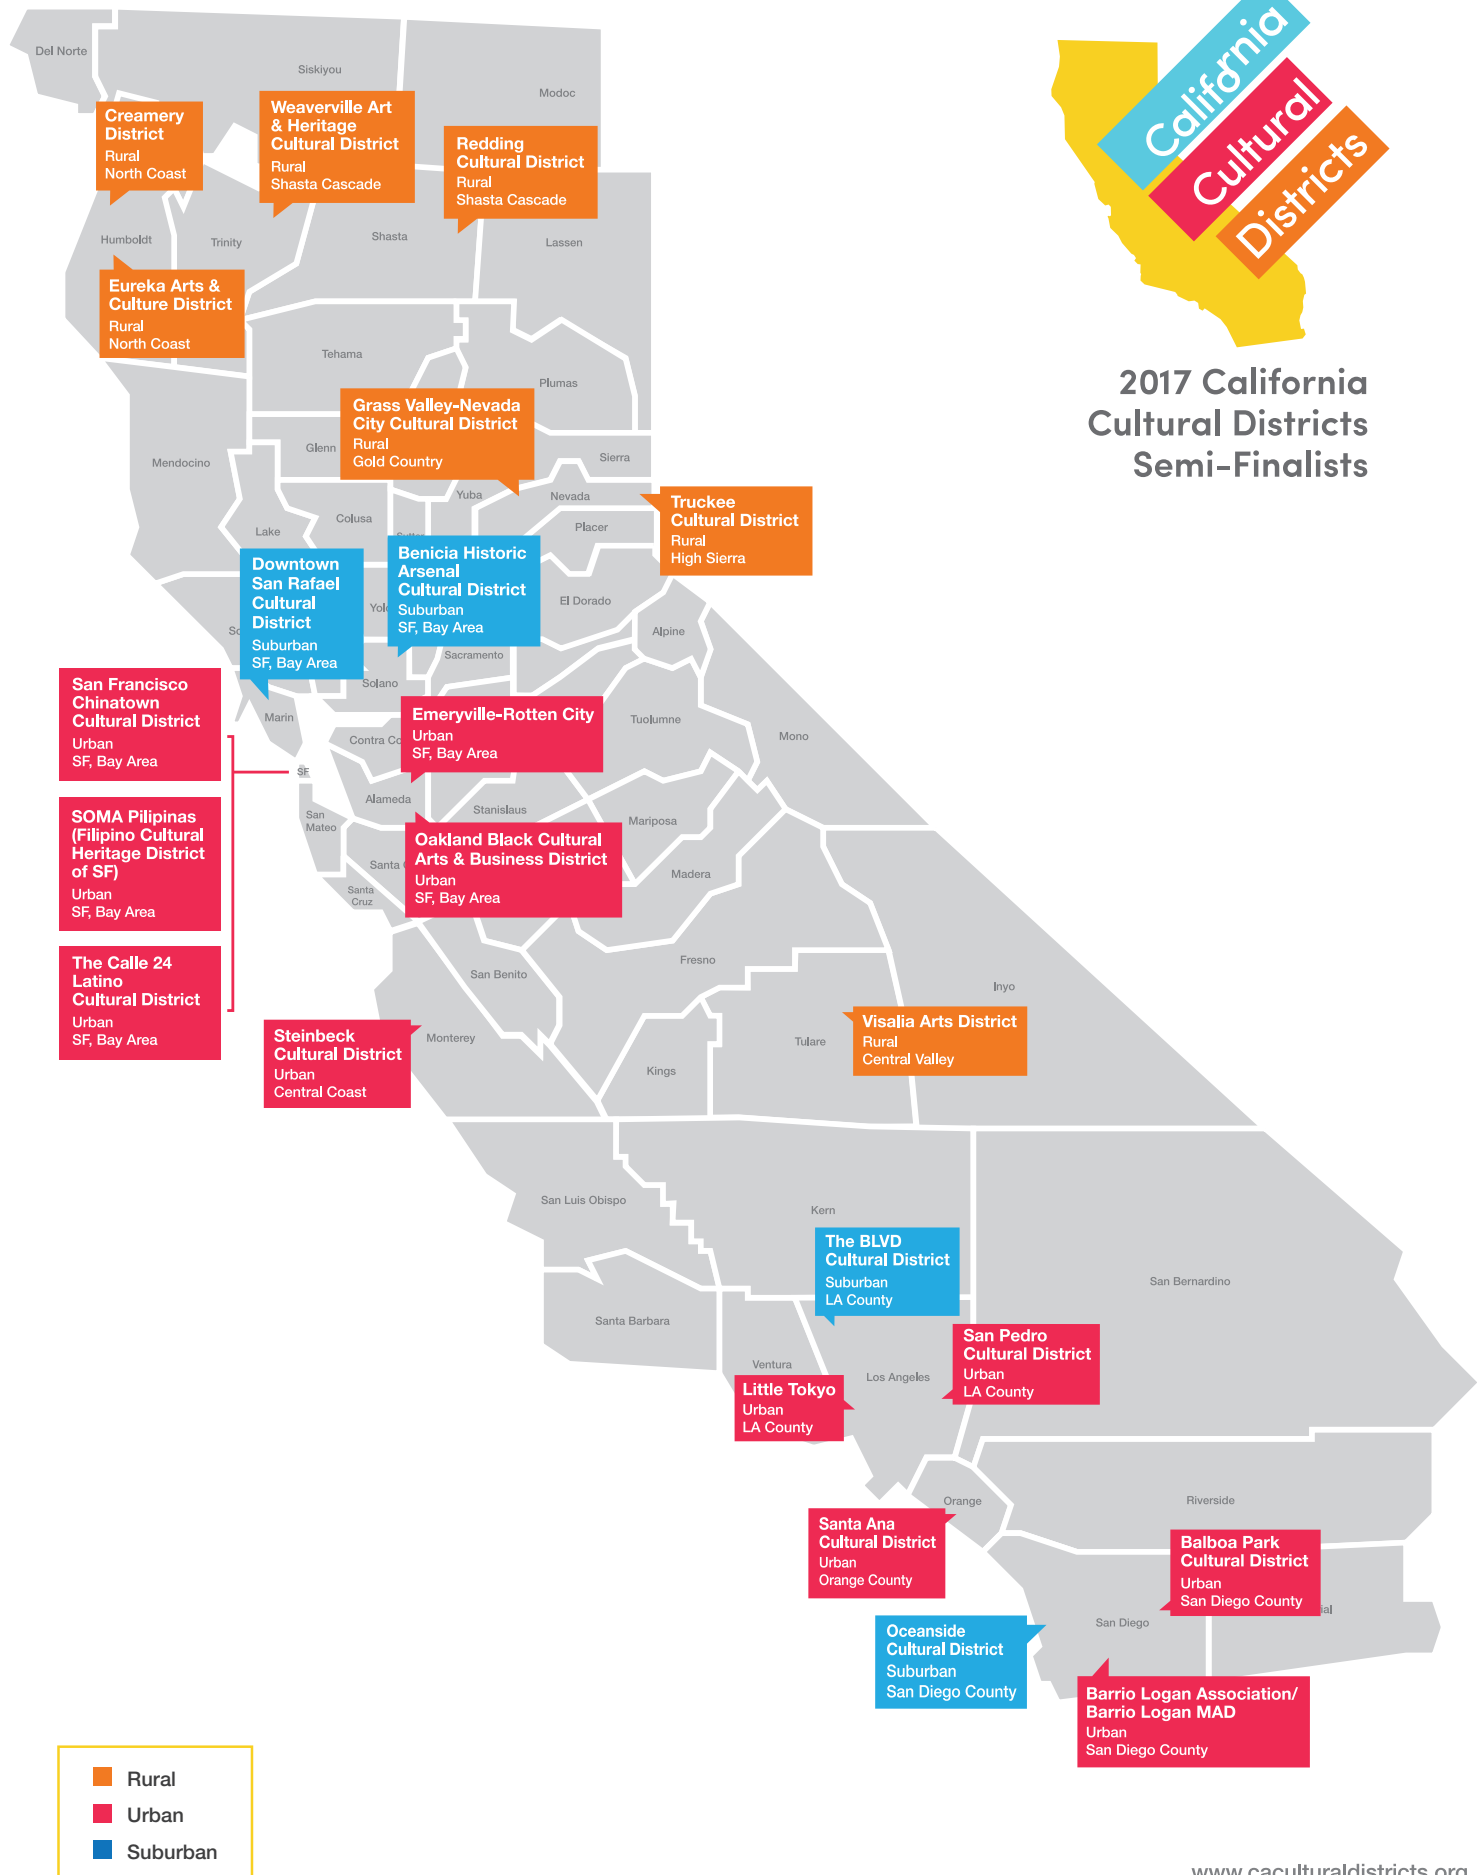 California
Cultural
Districts
2017 California
Cultural Districts
Semi-Finalists
Del Norte
Siskiyou
Modoc
Creamery
District
Rural
North Coast
Weaverville Art
& Heritage
Cultural District
Rural
Shasta Cascade
Redding
Cultural District
Rural
Shasta Cascade
Humboldt
Trinity
Shasta
Lassen
Eureka Arts &
Culture District
Rural
North Coast
Tehama
Plumas
Grass Valley-Nevada
City Cultural District
Rural
Gold Country
Mendocino
Glenn
Sierra
Yuba
Nevada
Truckee
Cultural District
Rural
High Sierra
Lake
Colusa
Placer
Downtown
San Rafael
Cultural
District
Suburban
SF, Bay Area
Benicia Historic
Arsenal
Cultural District
Suburban
SF, Bay Area
Yolo
El Dorado
Alpine
Sacramento
Solano
San Francisco
Chinatown
Cultural District
Urban
SF, Bay Area
Marin
Emeryville-Rotten City
Urban
SF, Bay Area
Contra Co
Tuolumne
Mono
SF
SOMA Pilipinas
(Filipino Cultural
Heritage District
of SF)
Urban
SF, Bay Area
San
Mateo
Alameda
Stanislaus
Mariposa
Oakland Black Cultural
Arts & Business District
Urban
SF, Bay Area
Santa
Santa
Cruz
Madera
The Calle 24
Latino
Cultural District
Urban
SF, Bay Area
San Benito
Fresno
Inyo
Steinbeck
Cultural District
Urban
Central Coast
Monterey
Kings
Tulare
Visalia Arts District
Rural
Central Valley
San Luis Obispo
Kern
The BLVD
Cultural District
Suburban
LA County
San Bernardino
Santa Barbara
Ventura
Los Angeles
San Pedro
Cultural District
Urban
LA County
Little Tokyo
Urban
LA County
Orange
Riverside
Santa Ana
Cultural District
Urban
Orange County
Balboa Park
Cultural District
Urban
San Diego County
ial
San Diego
Oceanside
Cultural District
Suburban
San Diego County
Barrio Logan Association/
Barrio Logan MAD
Urban
San Diego County
Rural
Urban
Suburban
www.caculturaldistricts.org